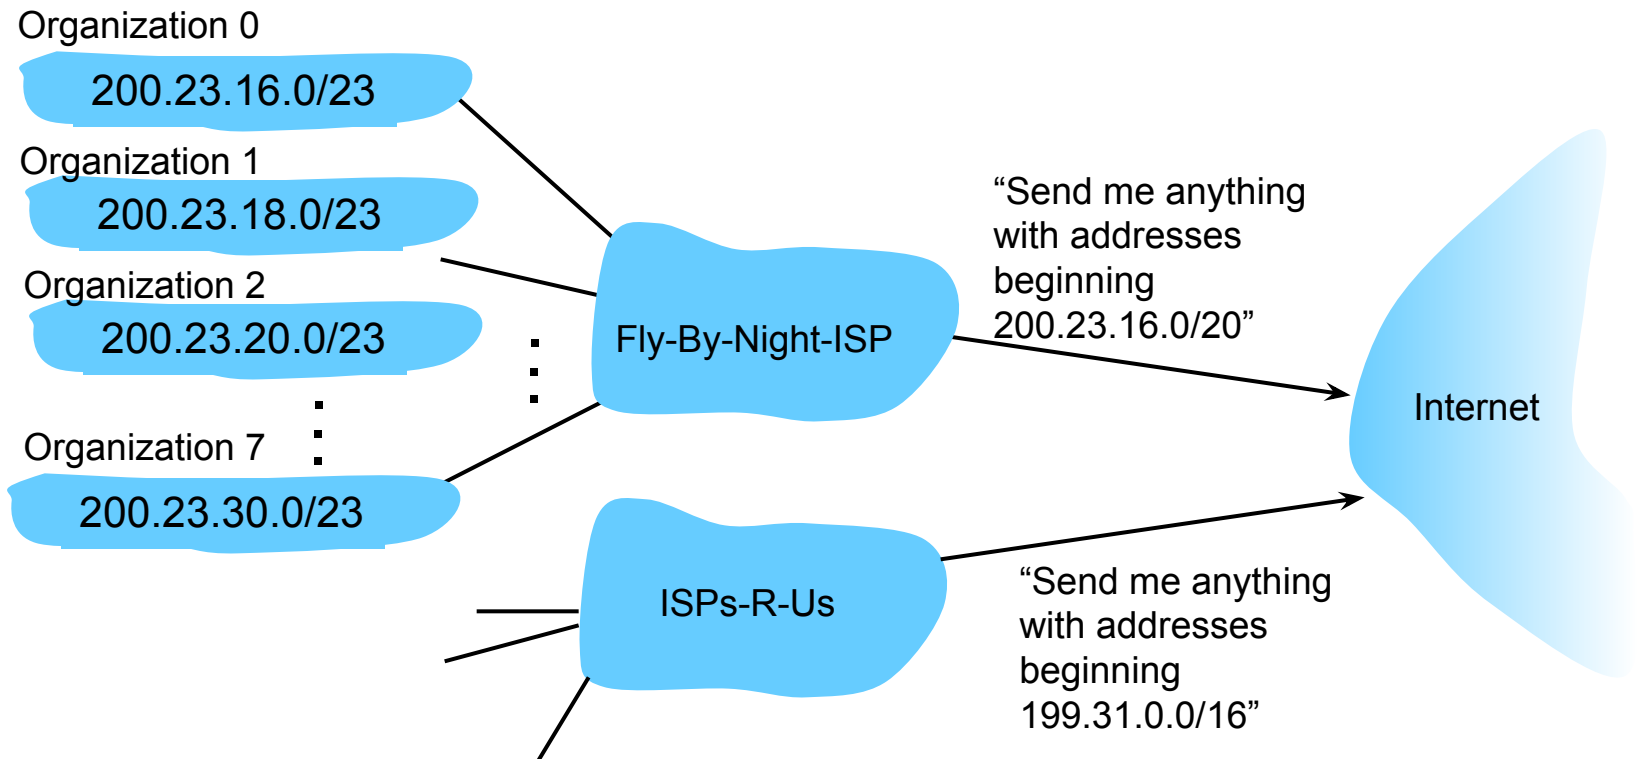 Organization 0
200.23.16.0/23
Organization 1
200.23.18.0/23
Organization 2
200.23.20.0/23
Organization 7
200.23.30.0/23
Fly-By-Night-ISP
“Send me anything
with addresses
beginning
200.23.16.0/20”
Internet
ISPs-R-Us
“Send me anything
with addresses
beginning
199.31.0.0/16”